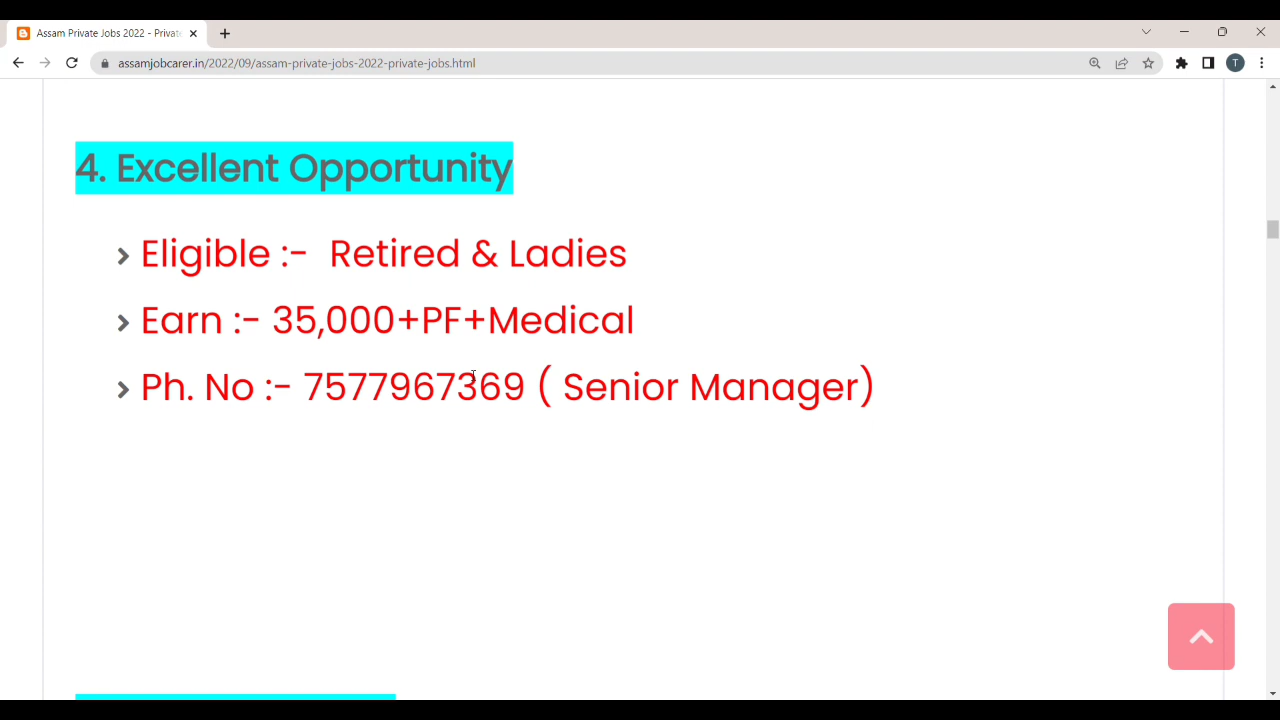 Assam Private Jobs 2022 - Privat
assamjobcarer.in/2022/09/assam-private-jobs-2022-private-jobs.html
T
4. Excellent Opportunity
Eligible :- Retired & Ladies
Earn :- 35,000+PF+Medical
Ph. No :- 7577967369 ( Senior Manager)